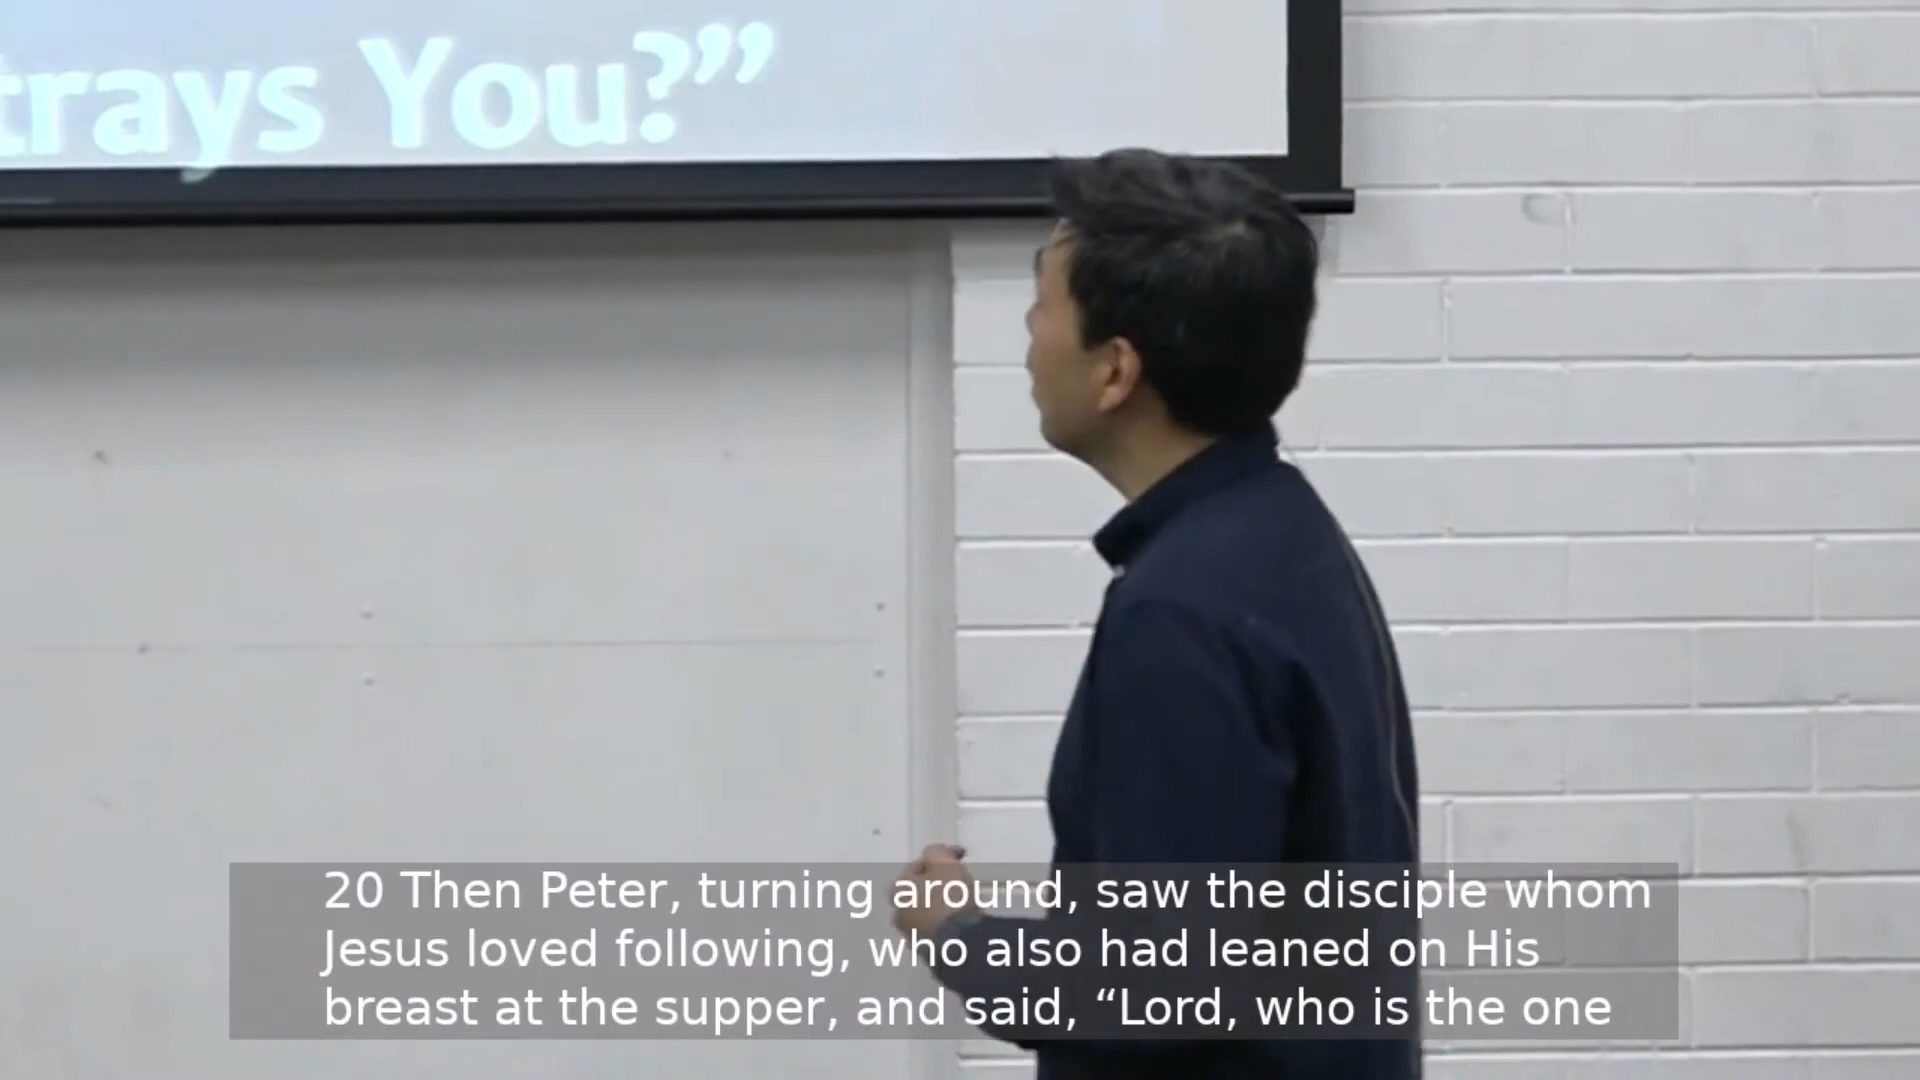 trays You?”
20 Then Peter, turning around, saw the disciple whom
Jesus loved following, who also had leaned on His
breast at the supper, and said, “Lord, who is the one